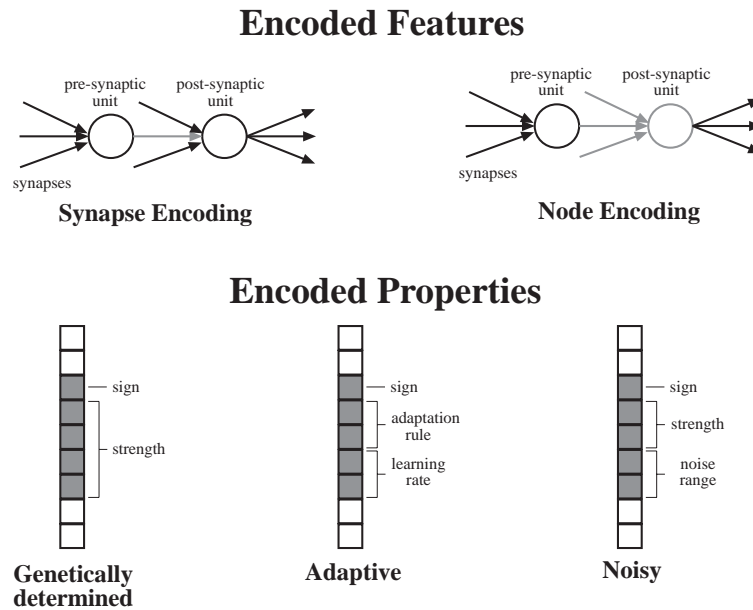 Encoded Features
pre-synaptic
unit
post-synaptic
unit
synapses
Synapse Encoding
pre-synaptic
unit
post-synaptic
unit
synapses
Node Encoding
Encoded Properties
sign
strength
Genetically
determined
sign
adaptation
rule
learning
rate
Adaptive
sign
strength
noise
range
Noisy